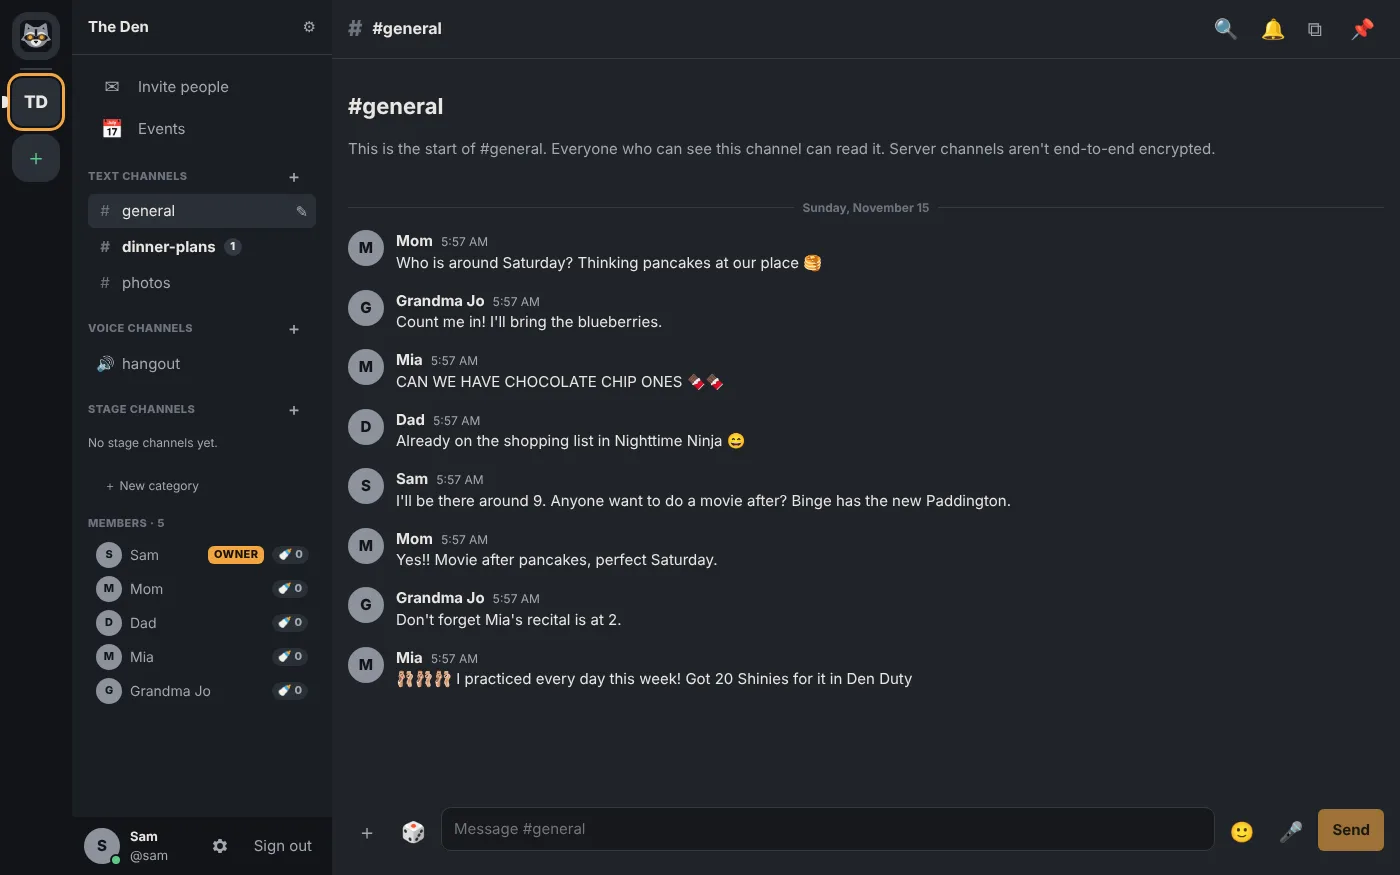 The Den
TD
+
Invite people
Events
TEXT CHANNELS +
# general
# dinner-plans 1
# photos
VOICE CHANNELS +
hangout
STAGE CHANNELS +
No stage channels yet.
+ New category
MEMBERS · 5
S Sam OWNER 0
M Mom 0
D Dad 0
M Mia 0
G Grandma Jo 0
S Sam
@sam
Sign out
# #general
#general
This is the start of #general. Everyone who can see this channel can read it. Server channels aren't end-to-end encrypted.
Sunday, November 15
M Mom 5:57 AM
Who is around Saturday? Thinking pancakes at our place 🥞
G Grandma Jo 5:57 AM
Count me in! I'll bring the blueberries.
M Mia 5:57 AM
CAN WE HAVE CHOCOLATE CHIP ONES 🍫🍫
D Dad 5:57 AM
Already on the shopping list in Nighttime Ninja 😄
S Sam 5:57 AM
I'll be there around 9. Anyone want to do a movie after? Binge has the new Paddington.
M Mom 5:57 AM
Yes!! Movie after pancakes, perfect Saturday.
G Grandma Jo 5:57 AM
Don't forget Mia's recital is at 2.
M Mia 5:57 AM
🩰🩰🩰 I practiced every day this week! Got 20 Shinies for it in Den Duty
+ Message #general Send